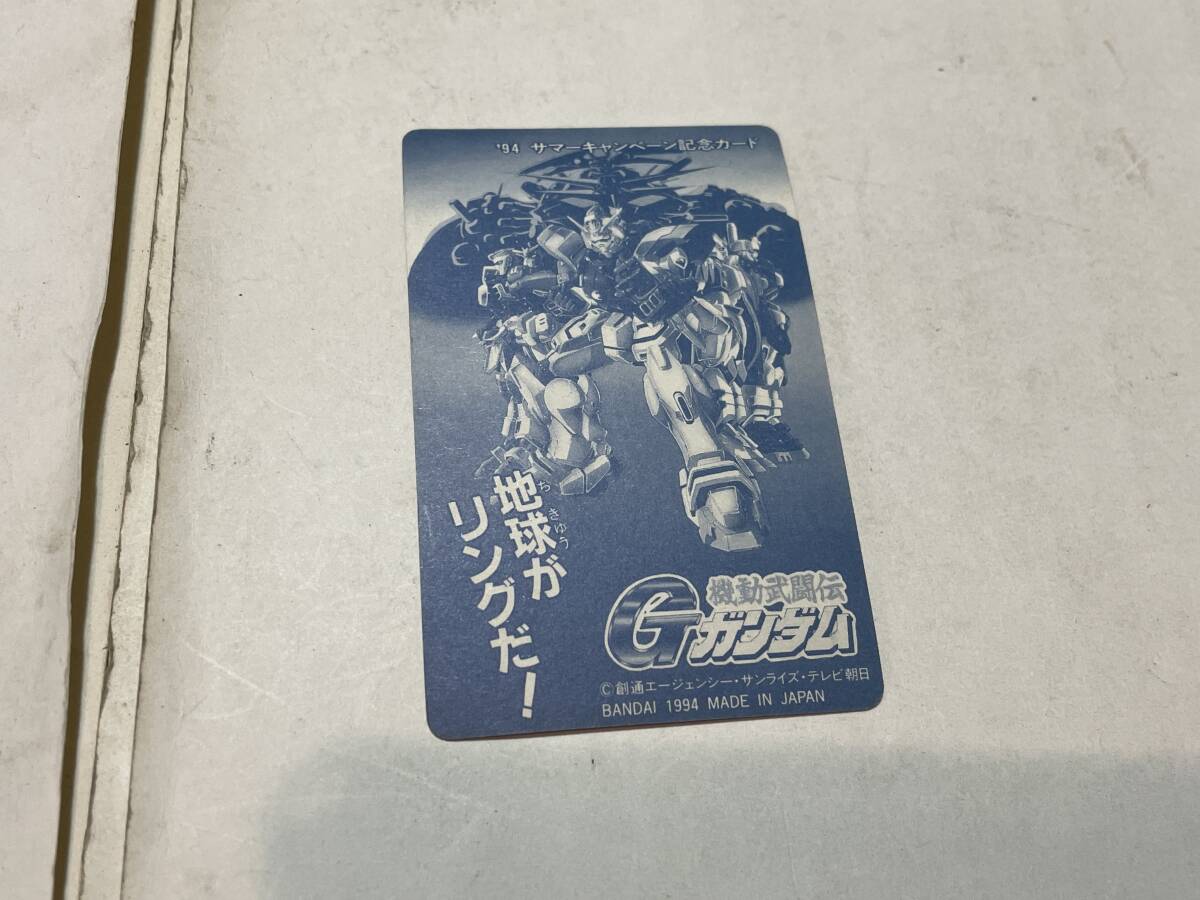 '94 サマーキャンペーン記念カード
地球が
ちきゅう
リングだ!
機動武闘伝
Gガンダム
©創通エージェンシー・サンライズ・テレビ朝日
BANDAI 1994 MADE IN JAPAN